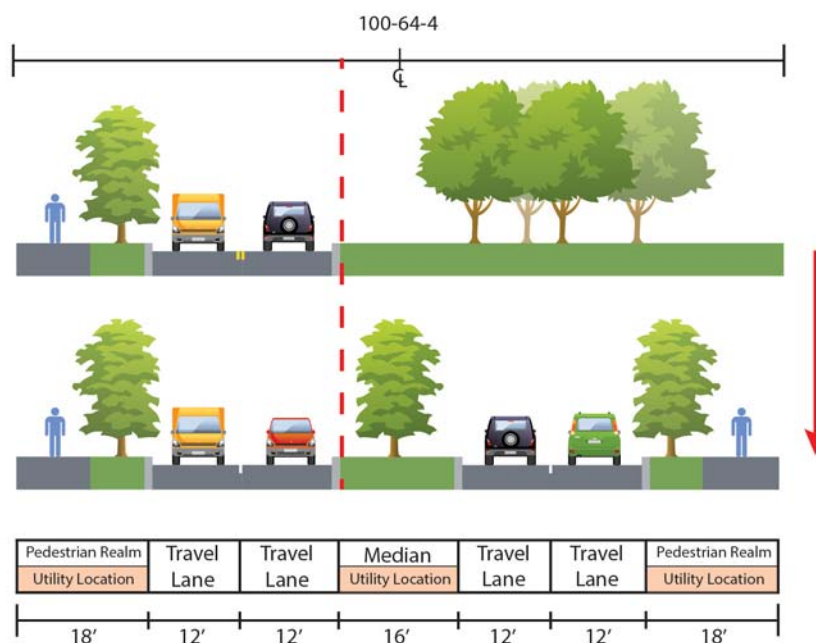 100-64-4
℄
Pedestrian Realm
Utility Location
Travel
Lane
Travel
Lane
Median
Utility Location
Travel
Lane
Travel
Lane
Pedestrian Realm
Utility Location
18’ 12’ 12’ 16’ 12’ 12’ 18’